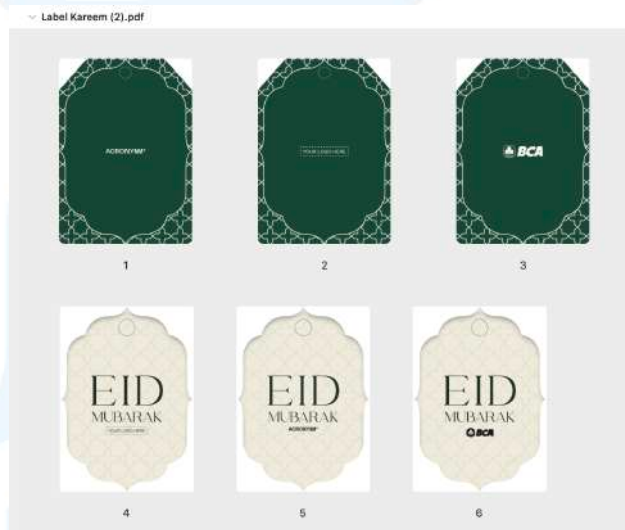 Label Kareem (2).pdf
ACRONYM®
YOUR LOGO HERE
BCA
1
2
3
EID
MUBARAK
YOUR LOGO HERE
EID
MUBARAK
ACRONYM®
EID
MUBARAK
BCA
4
5
6